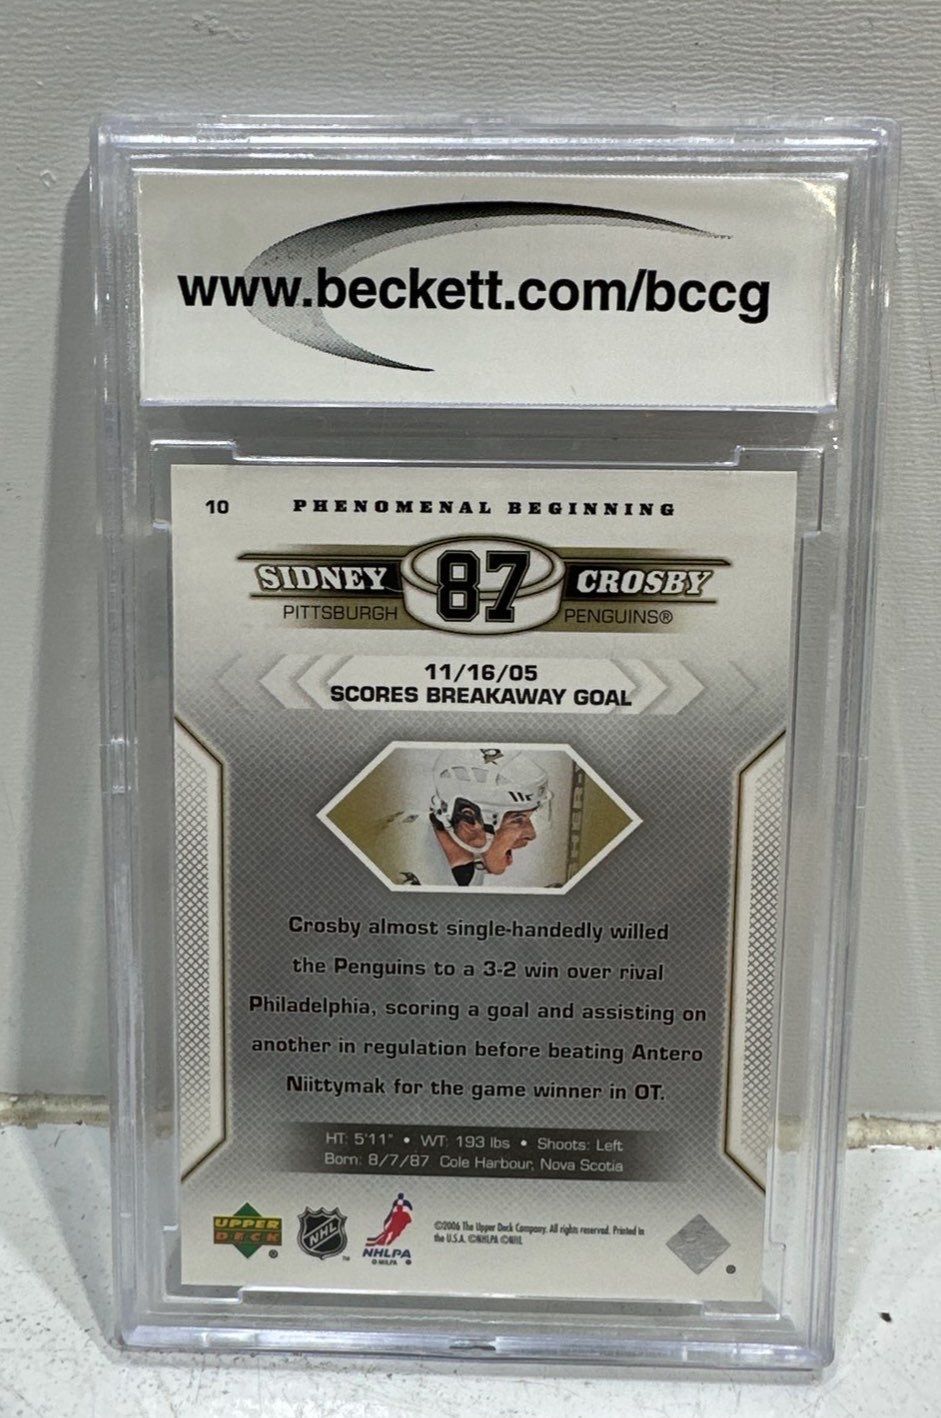 www.beckett.com/bccg
10 PHENOMENAL BEGINNING
SIDNEY 87 CROSBY
PITTSBURGH PENGUINS®
11/16/05
SCORES BREAKAWAY GOAL
Crosby almost single-handedly willed
the Penguins to a 3-2 win over rival
Philadelphia, scoring a goal and assisting on
another in regulation before beating Antero
Niittymak for the game winner in OT.
HT: 5'11" • WT: 193 lbs • Shoots: Left
Born: 8/7/87 Cole Harbour, Nova Scotia
UPPER
DECK ®
NHL ™
NHLPA
©2006 The Upper Deck Company. All rights reserved. Printed in
the U.S.A. ©NHLPA ©NHL